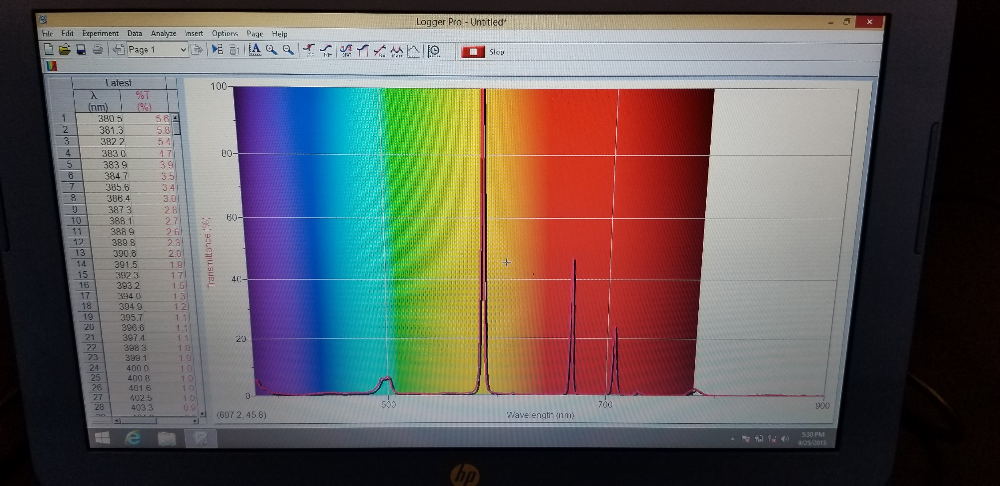 Logger Pro - Untitled*
File Edit Experiment Data Analyze Insert Options Page Help
Page 1
X=
M=
1/2
STAT
R=
f(x)=
Stop
Latest
λ %T
(nm) (%)
1 380.5 5.6
2 381.3 5.8
3 382.2 5.4
4 383.0 4.7
5 383.9 3.9
6 384.7 3.5
7 385.6 3.4
8 386.4 3.0
9 387.3 2.8
10 388.1 2.7
11 388.9 2.6
12 389.8 2.3
13 390.6 2.0
14 391.5 1.9
15 392.3 1.7
16 393.2 1.5
17 394.0 1.3
18 394.9 1.2
19 395.7 1.1
20 396.6 1.1
21 397.4 1.1
22 398.3 1.0
23 399.1 1.0
24 400.0 1.0
25 400.8 1.0
26 401.6 1.0
27 402.5 1.0
28 403.3 0.9
100
80
60
40
20
0
Transmittance (%)
500 700 900
(607.2, 45.8)
Wavelength (nm)
5:30 PM
9/25/2015
hp